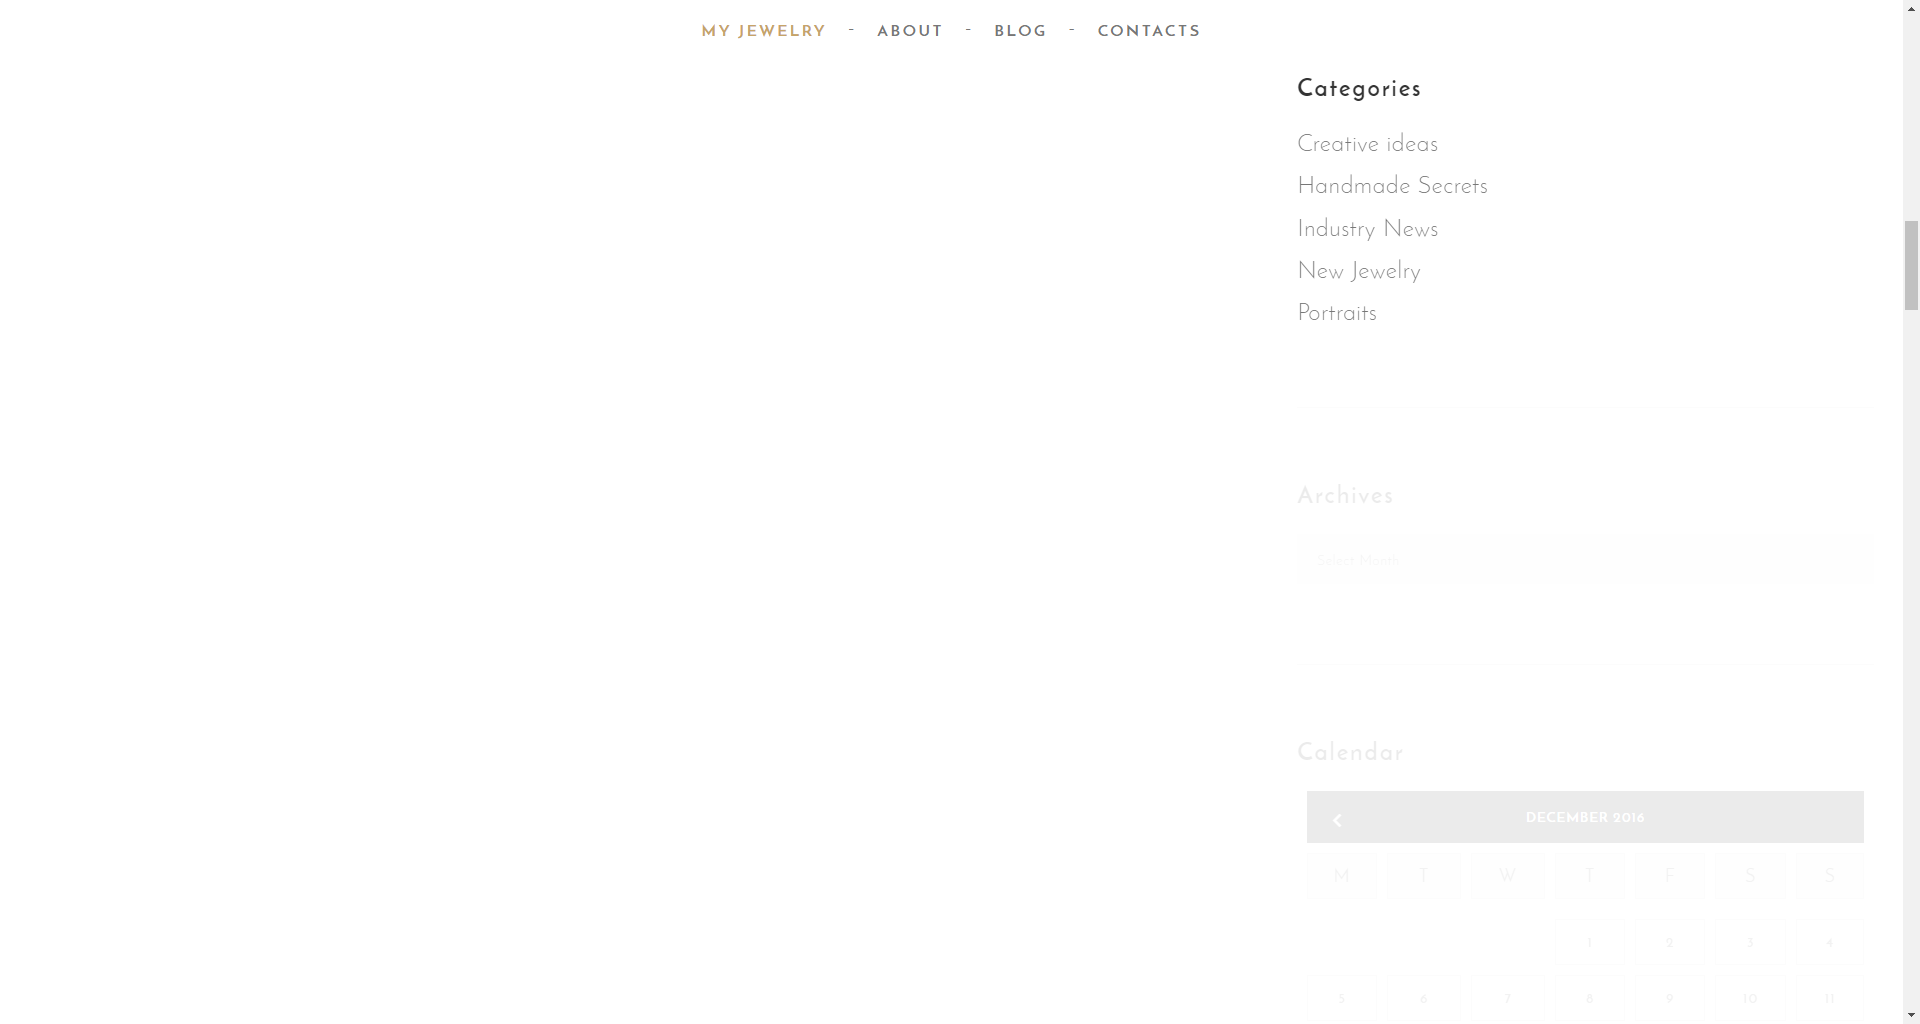 MY JEWELRY - ABOUT - BLOG - CONTACTS
Categories
Creative ideas
Handmade Secrets
Industry News
New Jewelry
Portraits
Archives
Select Month
Calendar
DECEMBER 2016
M T W T F S S
1 2 3 4
5 6 7 8 9 10 11